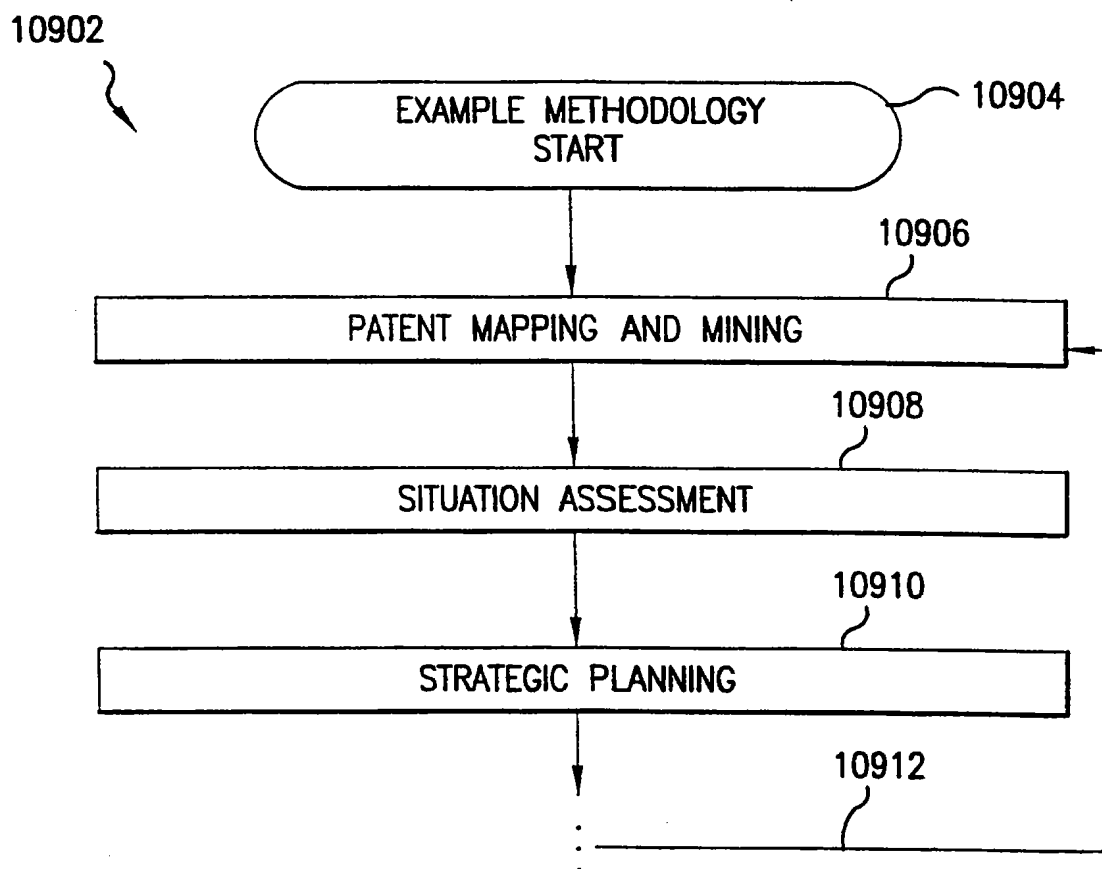 10902
EXAMPLE METHODOLOGY
START
10904
10906
PATENT MAPPING AND MINING
10908
SITUATION ASSESSMENT
10910
STRATEGIC PLANNING
10912